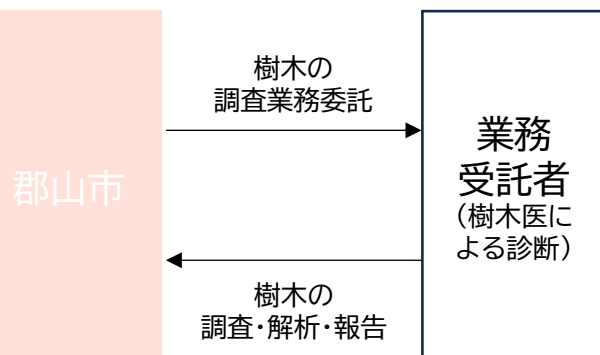 郡山市
樹木の
調査業務委託
業務
受託者
（樹木医に
よる診断）
樹木の
調査・解析・報告